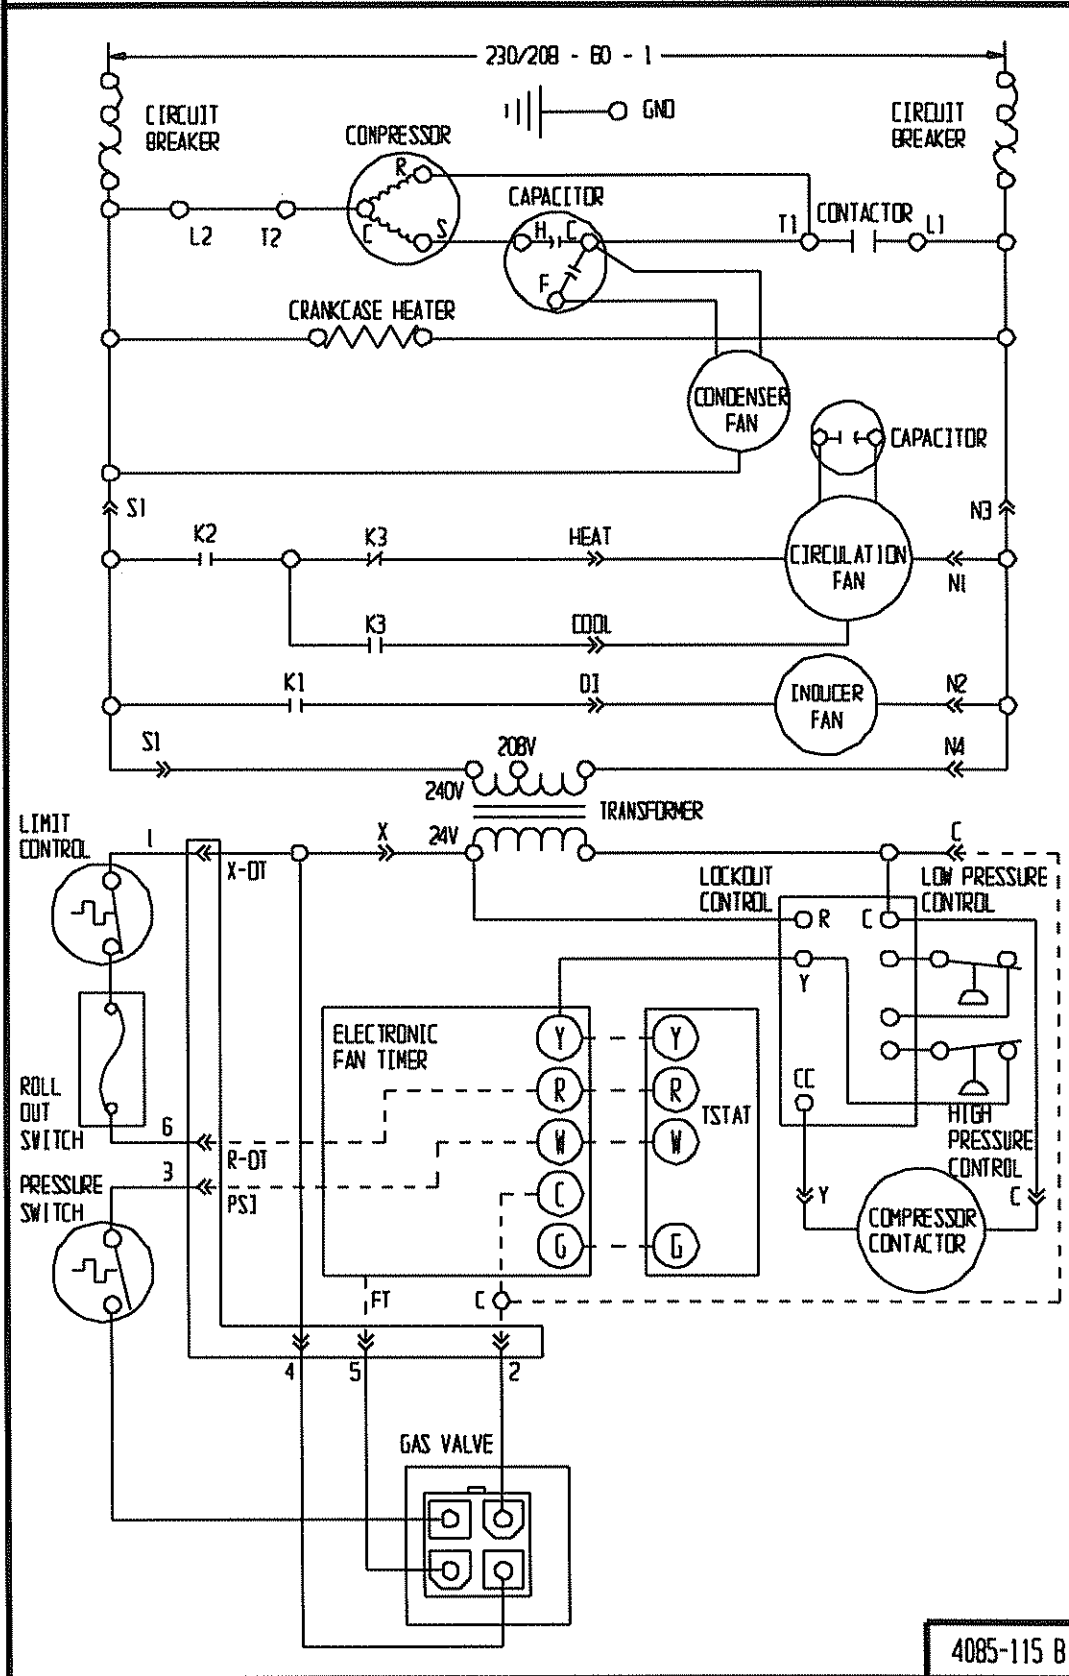 230/208 - 60 - 1
GND
CIRCUIT
BREAKER
CIRCUIT
BREAKER
COMPRESSOR
R
C
S
CAPACITOR
H
C
F
L2
T2
T1
CONTACTOR
L1
CRANKCASE HEATER
CONDENSER
FAN
CAPACITOR
S1
N3
K2
K3
HEAT
CIRCULATION
FAN
N1
K3
COOL
K1
DI
INDUCER
FAN
N2
S1
208V
N4
240V
TRANSFORMER
24V
LIMIT
CONTROL
1
X-OT
X
C
LOCKOUT
CONTROL
LOW PRESSURE
CONTROL
R
C
Y
ELECTRONIC
FAN TIMER
Y
R
W
C
G
Y
R
W
G
TSTAT
CC
HIGH
PRESSURE
CONTROL
ROLL
OUT
SWITCH
6
R-OT
3
PS1
PRESSURE
SWITCH
Y
C
COMPRESSOR
CONTACTOR
FT
C
4
5
2
GAS VALVE
4085-115 B